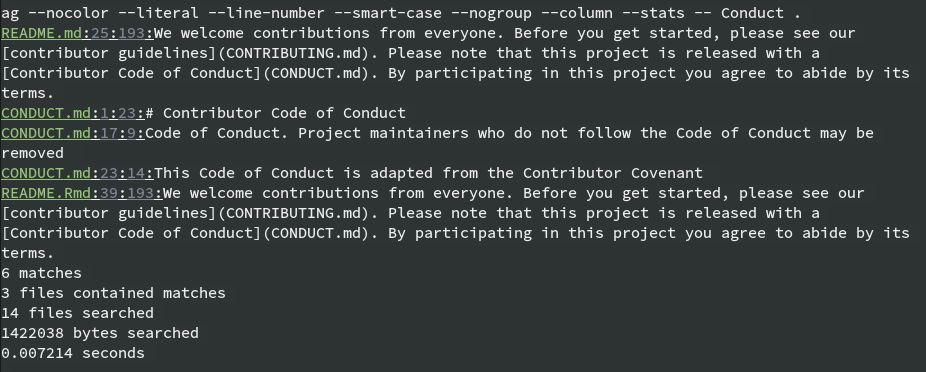 ag --nocolor --literal --line-number --smart-case --nogroup --column --stats -- Conduct .
README.md:25:193:We welcome contributions from everyone. Before you get started, please see our
[contributor guidelines](CONTRIBUTING.md). Please note that this project is released with a
[Contributor Code of Conduct](CONDUCT.md). By participating in this project you agree to abide by its
terms.
CONDUCT.md:1:23:# Contributor Code of Conduct
CONDUCT.md:17:9:Code of Conduct. Project maintainers who do not follow the Code of Conduct may be
removed
CONDUCT.md:23:14:This Code of Conduct is adapted from the Contributor Covenant
README.Rmd:39:193:We welcome contributions from everyone. Before you get started, please see our
[contributor guidelines](CONTRIBUTING.md). Please note that this project is released with a
[Contributor Code of Conduct](CONDUCT.md). By participating in this project you agree to abide by its
terms.
6 matches
3 files contained matches
14 files searched
1422038 bytes searched
0.007214 seconds